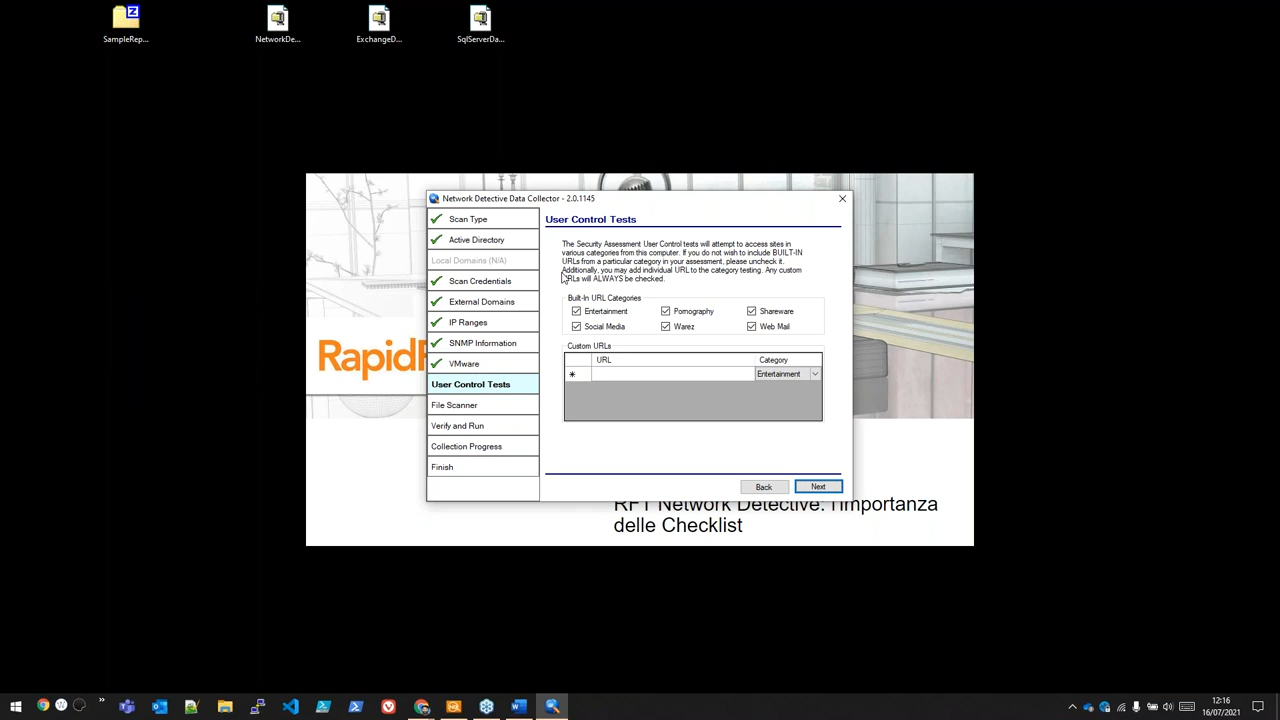 SampleRep...
NetworkDe...
ExchangeD...
SqlServerDa...
Network Detective Data Collector - 2.0.1145
Scan Type
Active Directory
Local Domains (N/A)
Scan Credentials
External Domains
IP Ranges
SNMP Information
VMware
User Control Tests
File Scanner
Verify and Run
Collection Progress
Finish
User Control Tests
The Security Assessment User Control tests will attempt to access sites in
various categories from this computer. If you do not wish to include BUILT-IN
URLs from a particular category in your assessment, please uncheck it.
Additionally, you may add individual URL to the category testing. Any custom
URLs will ALWAYS be checked.
Built-In URL Categories
Entertainment
Pornography
Shareware
Social Media
Warez
Web Mail
Custom URLs
URL
Category
Entertainment
Back
Next
RFT Network Detective: l'importanza
delle Checklist
12:16
16/07/2021